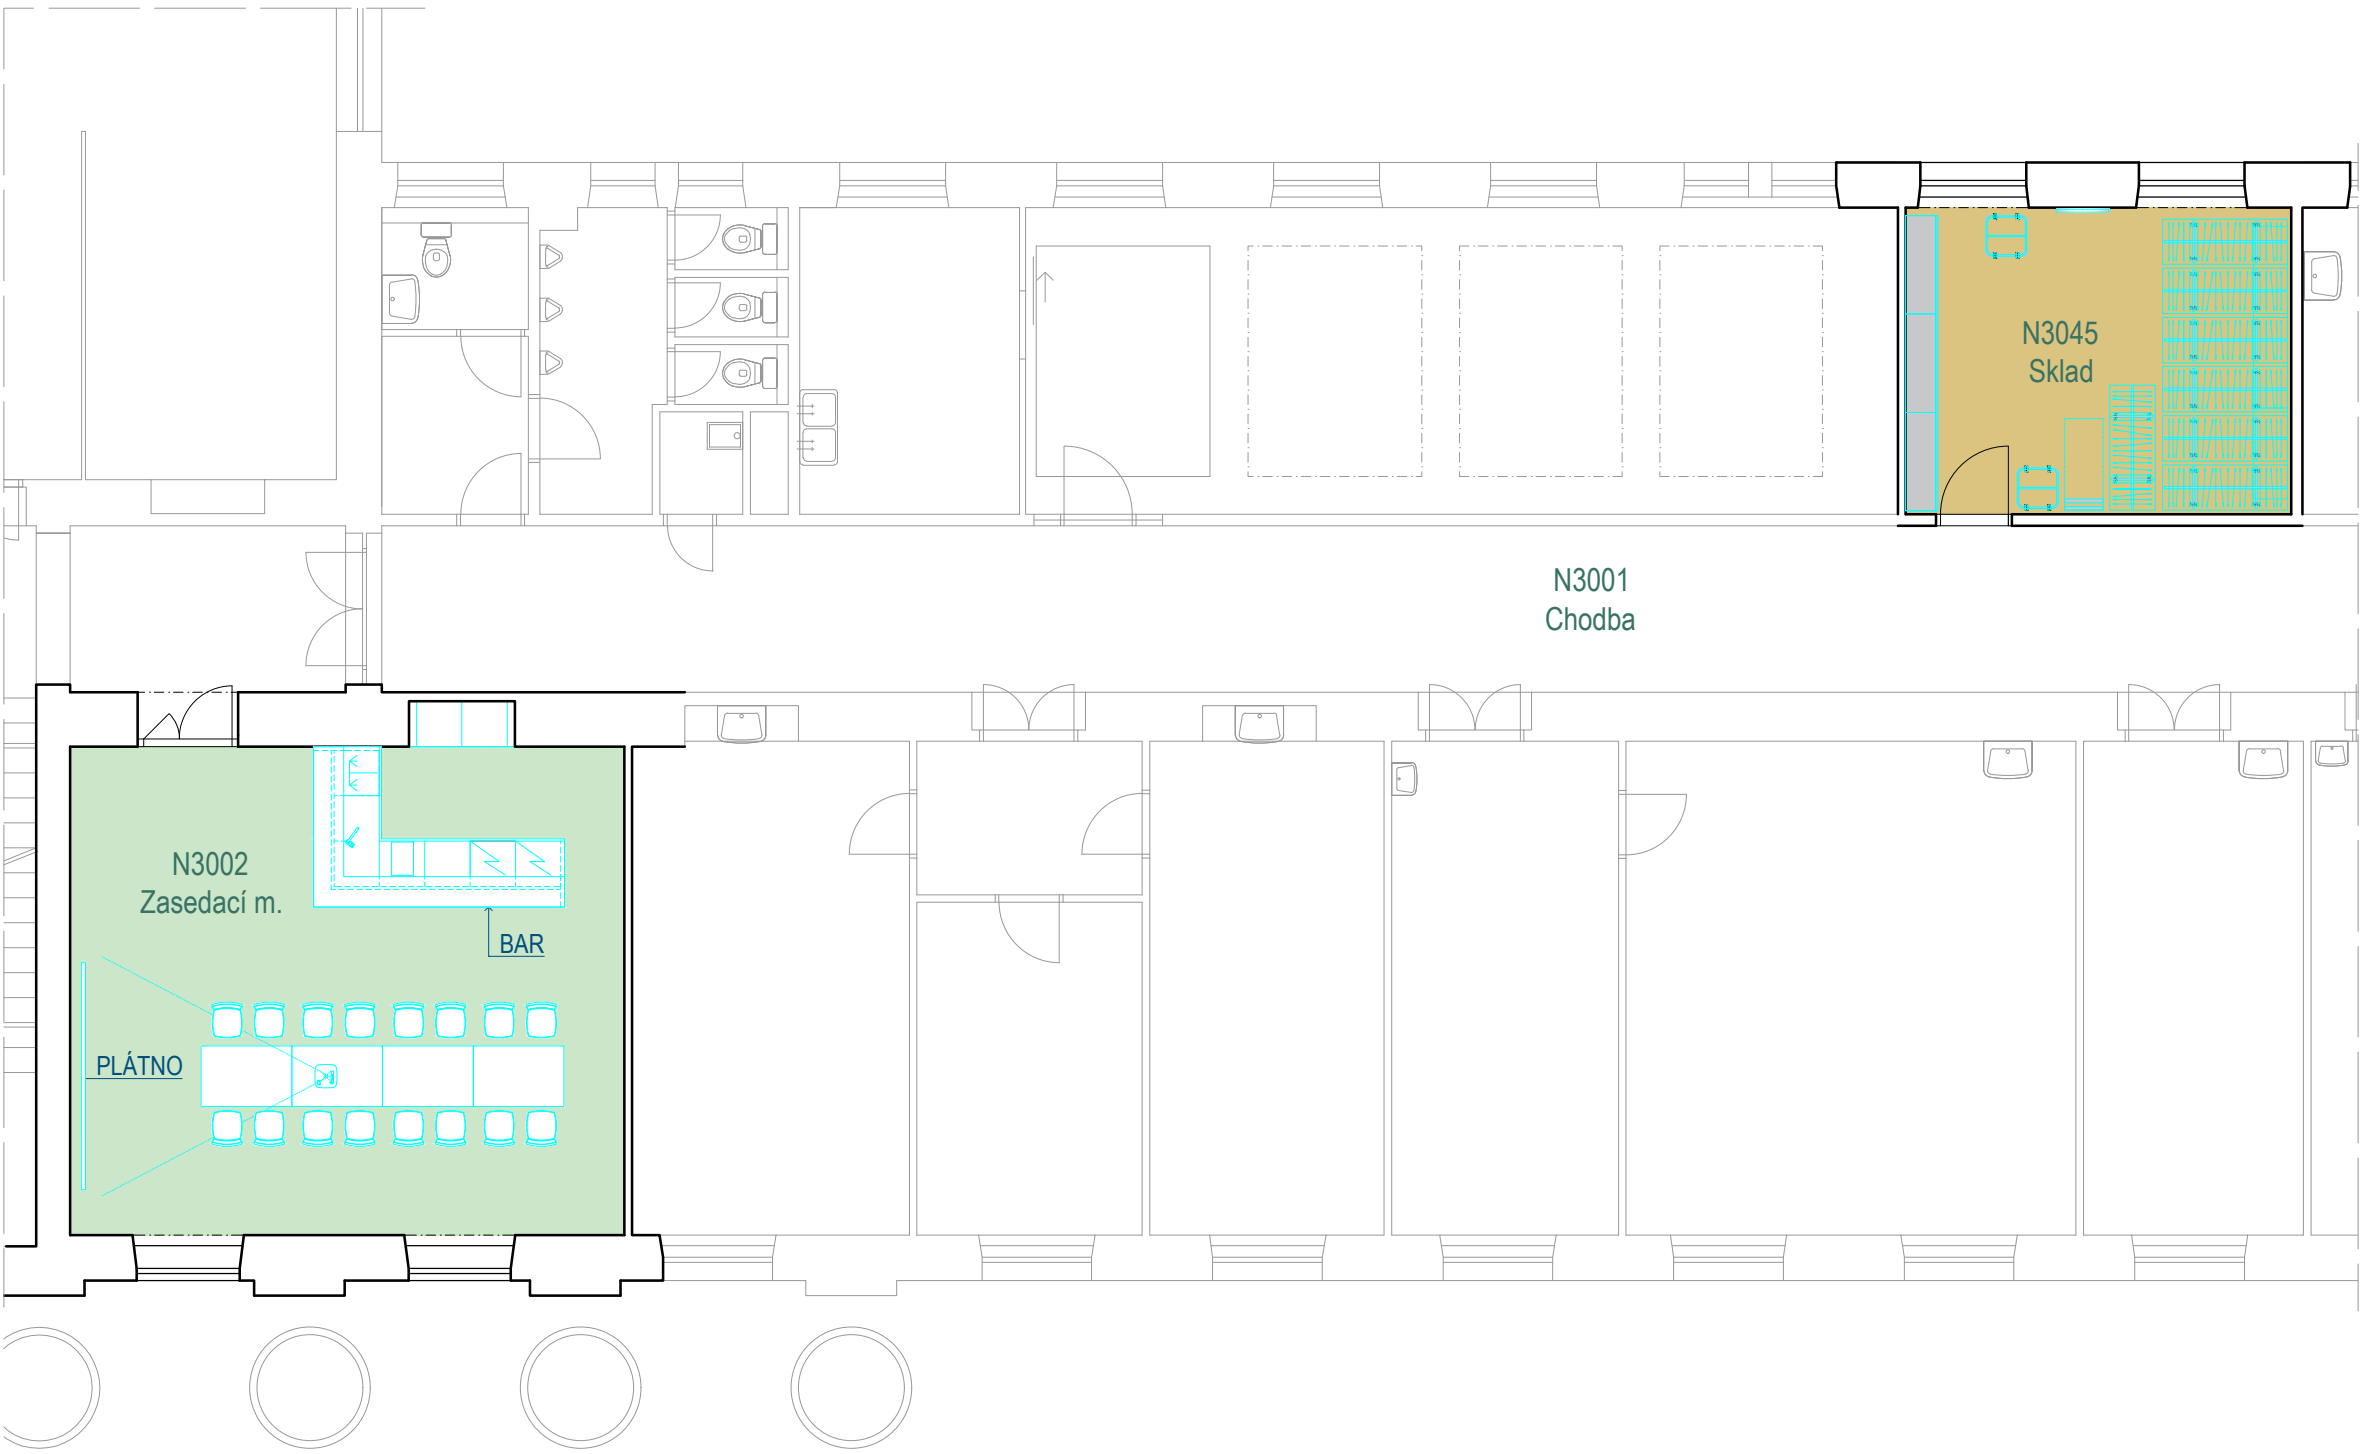 N3045
Sklad
N3001
Chodba
N3002
Zasedací m.
BAR
PLÁTNO